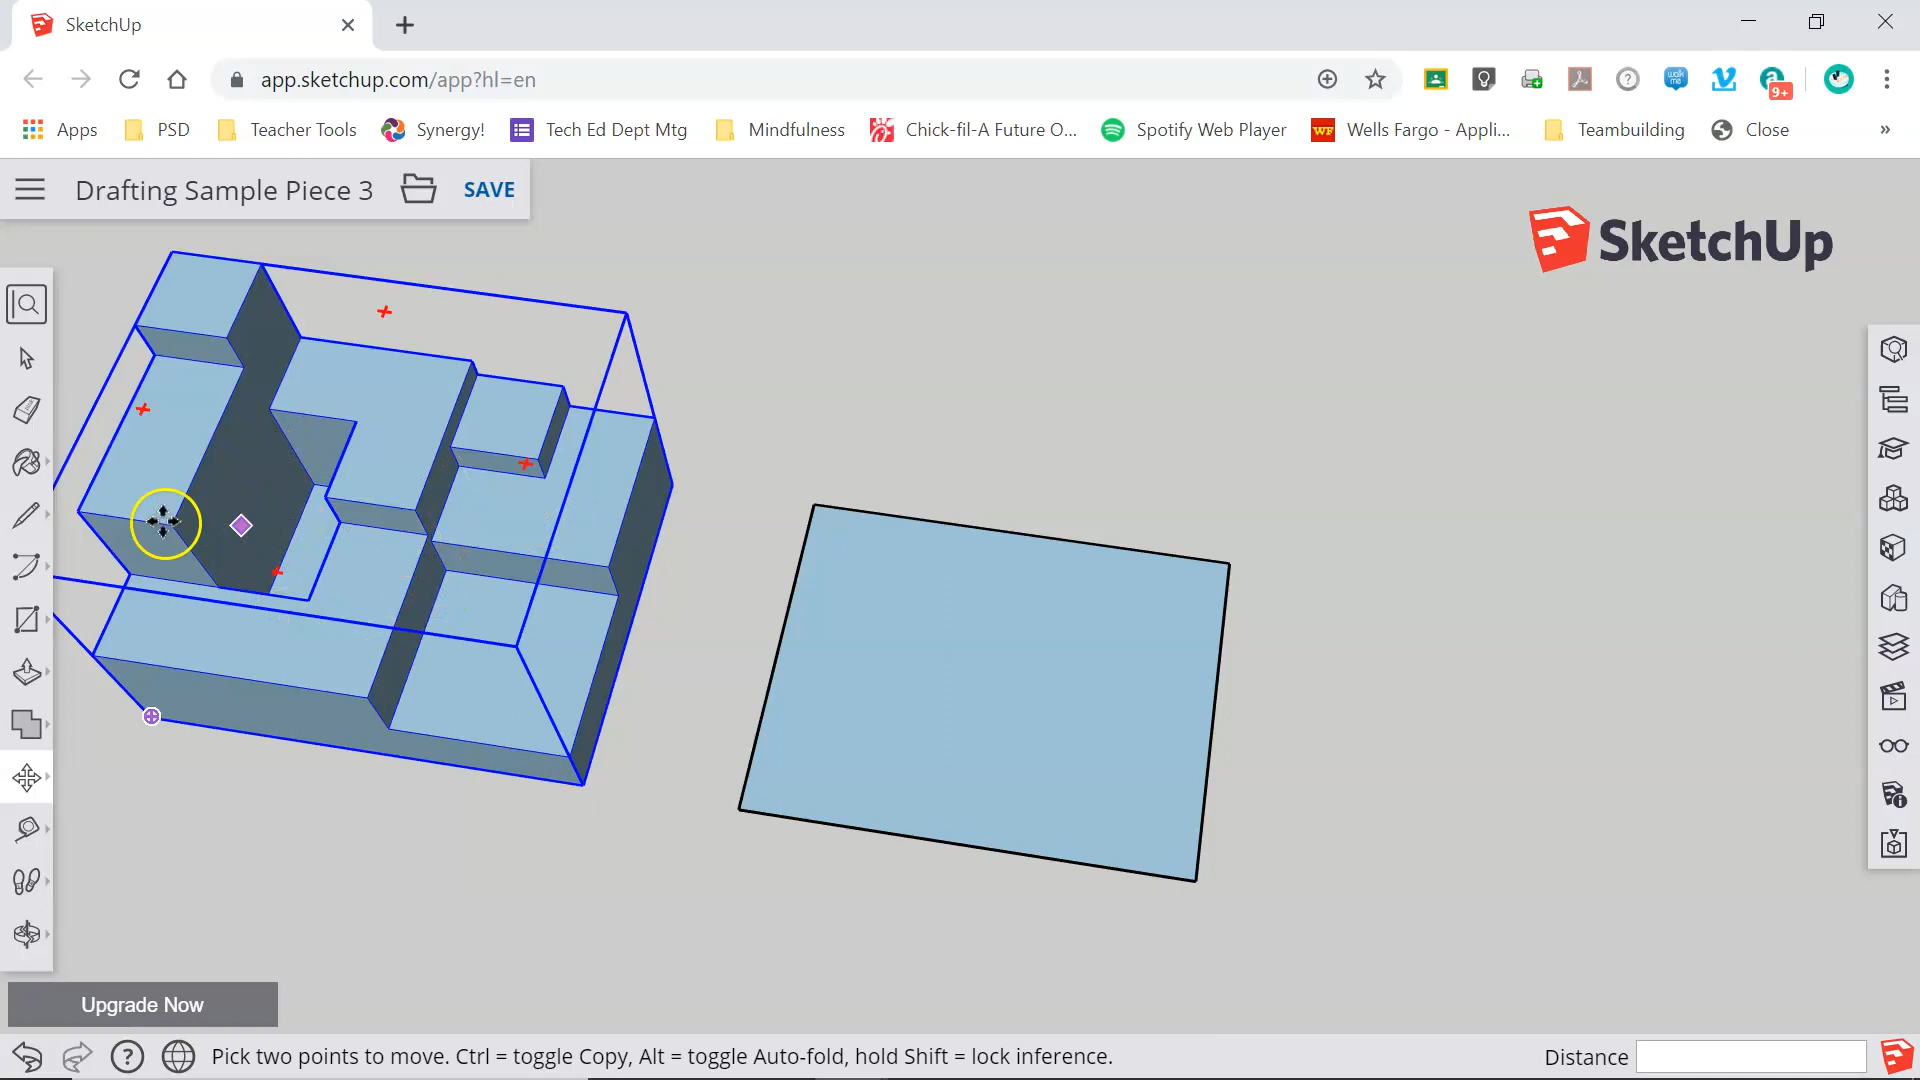 SketchUp
app.sketchup.com/app?hl=en
9+
Apps PSD Teacher Tools Synergy! Tech Ed Dept Mtg Mindfulness Chick-fil-A Future O... Spotify Web Player WF Wells Fargo - Appli... Teambuilding Close »
Drafting Sample Piece 3 SAVE
SketchUp
Upgrade Now
Pick two points to move. Ctrl = toggle Copy, Alt = toggle Auto-fold, hold Shift = lock inference. Distance